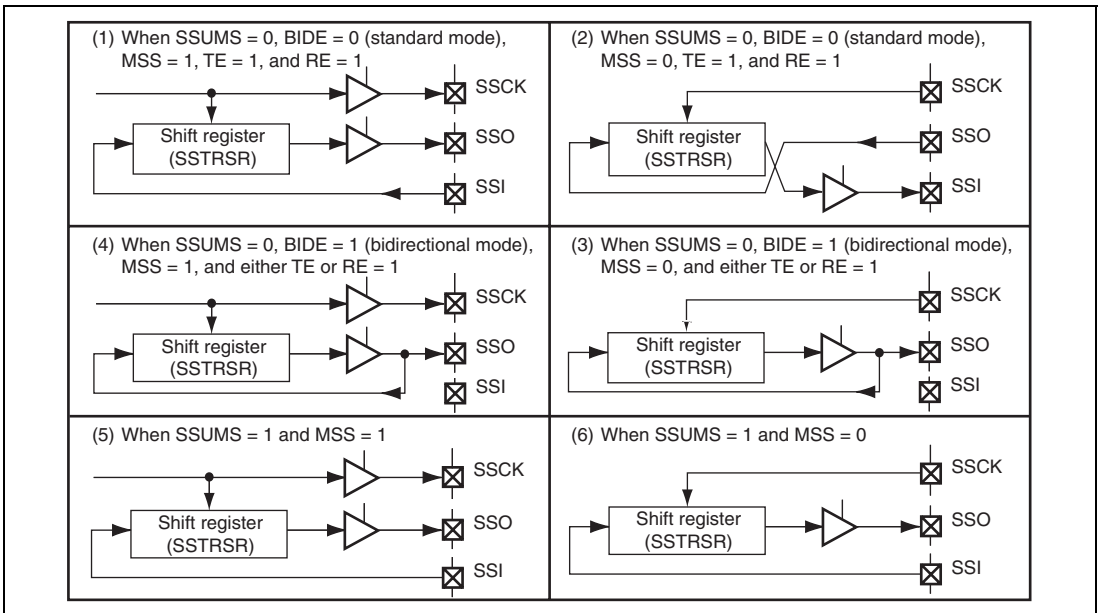 (1) When SSUMS = 0, BIDE = 0 (standard mode),
MSS = 1, TE = 1, and RE = 1
SSCK
Shift register
(SSTRSR)
SSO
SSI
(2) When SSUMS = 0, BIDE = 0 (standard mode),
MSS = 0, TE = 1, and RE = 1
SSCK
Shift register
(SSTRSR)
SSO
SSI
(4) When SSUMS = 0, BIDE = 1 (bidirectional mode),
MSS = 1, and either TE or RE = 1
SSCK
Shift register
(SSTRSR)
SSO
SSI
(3) When SSUMS = 0, BIDE = 1 (bidirectional mode),
MSS = 0, and either TE or RE = 1
SSCK
Shift register
(SSTRSR)
SSO
SSI
(5) When SSUMS = 1 and MSS = 1
SSCK
Shift register
(SSTRSR)
SSO
SSI
(6) When SSUMS = 1 and MSS = 0
SSCK
Shift register
(SSTRSR)
SSO
SSI